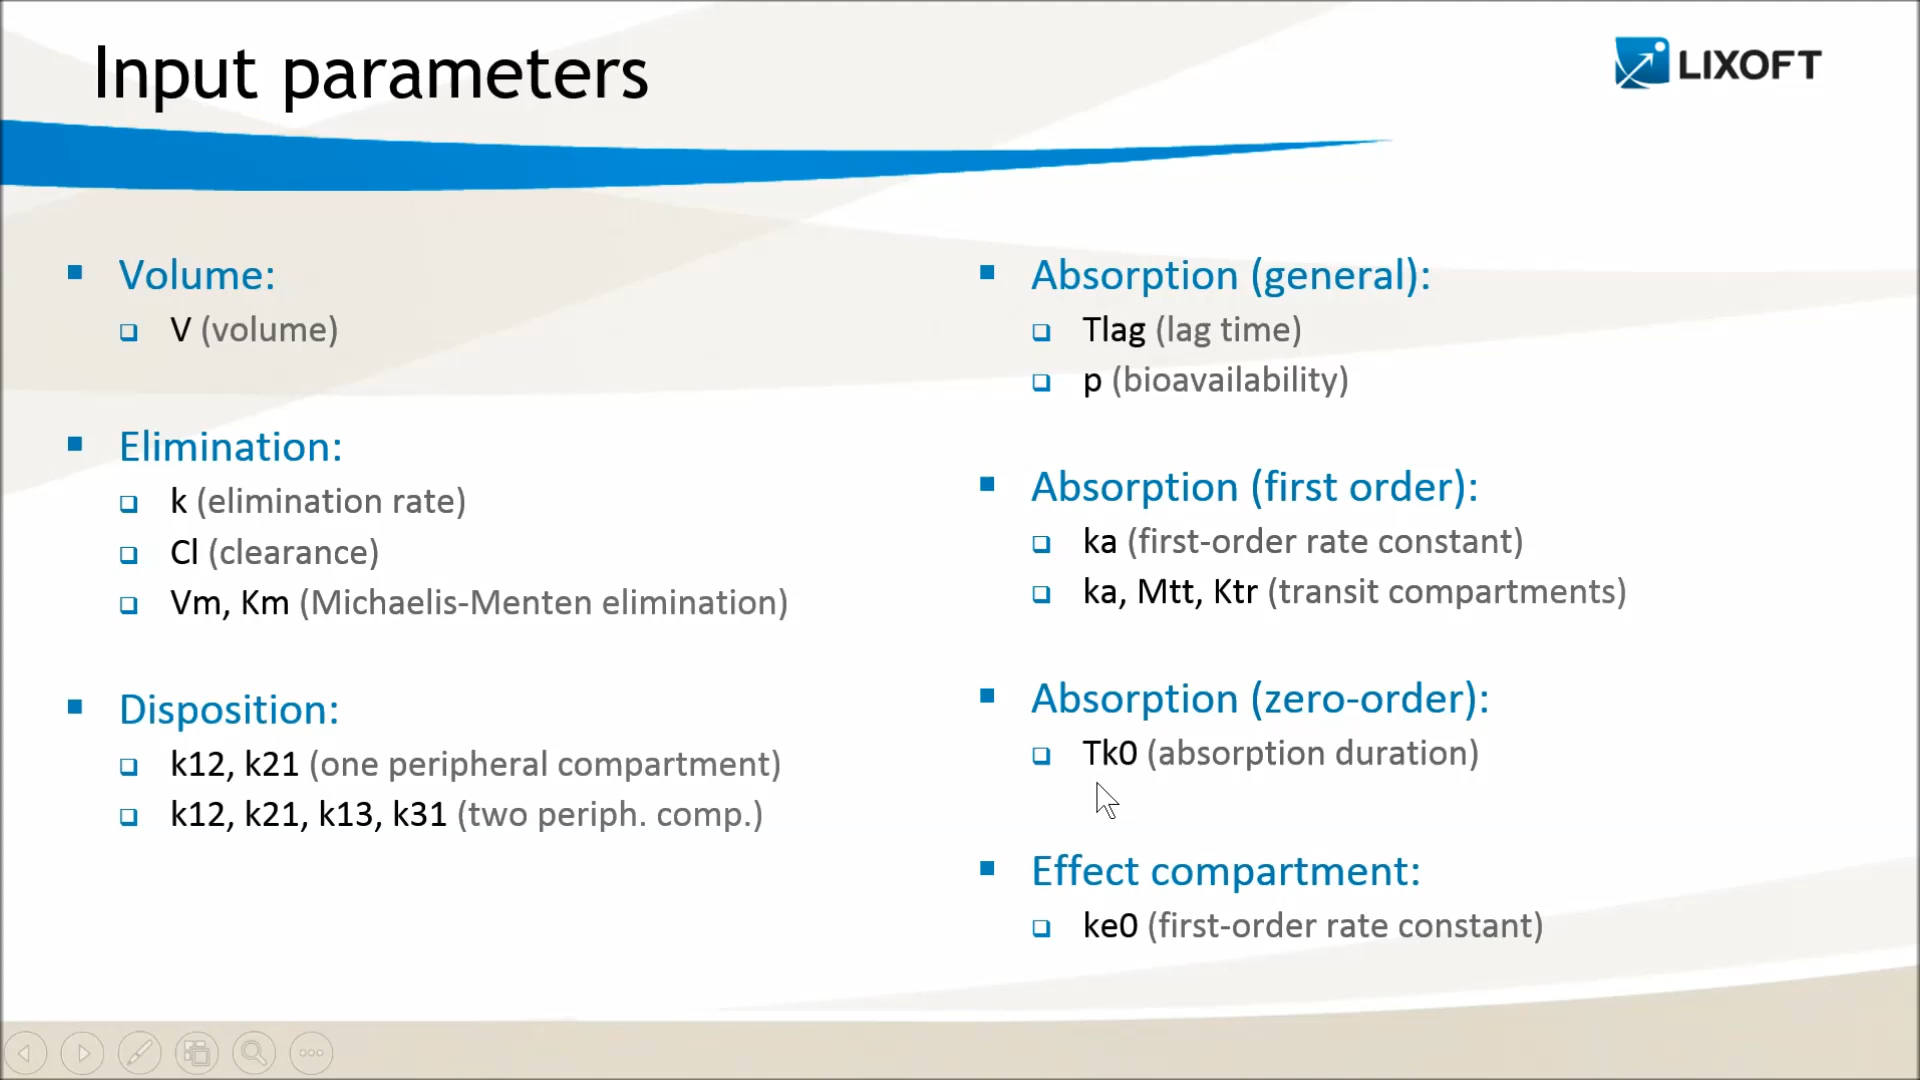 Input parameters
LIXOFT
Volume:
V (volume)
Elimination:
k (elimination rate)
Cl (clearance)
Vm, Km (Michaelis-Menten elimination)
Disposition:
k12, k21 (one peripheral compartment)
k12, k21, k13, k31 (two periph. comp.)
Absorption (general):
Tlag (lag time)
p (bioavailability)
Absorption (first order):
ka (first-order rate constant)
ka, Mtt, Ktr (transit compartments)
Absorption (zero-order):
Tk0 (absorption duration)
Effect compartment:
ke0 (first-order rate constant)